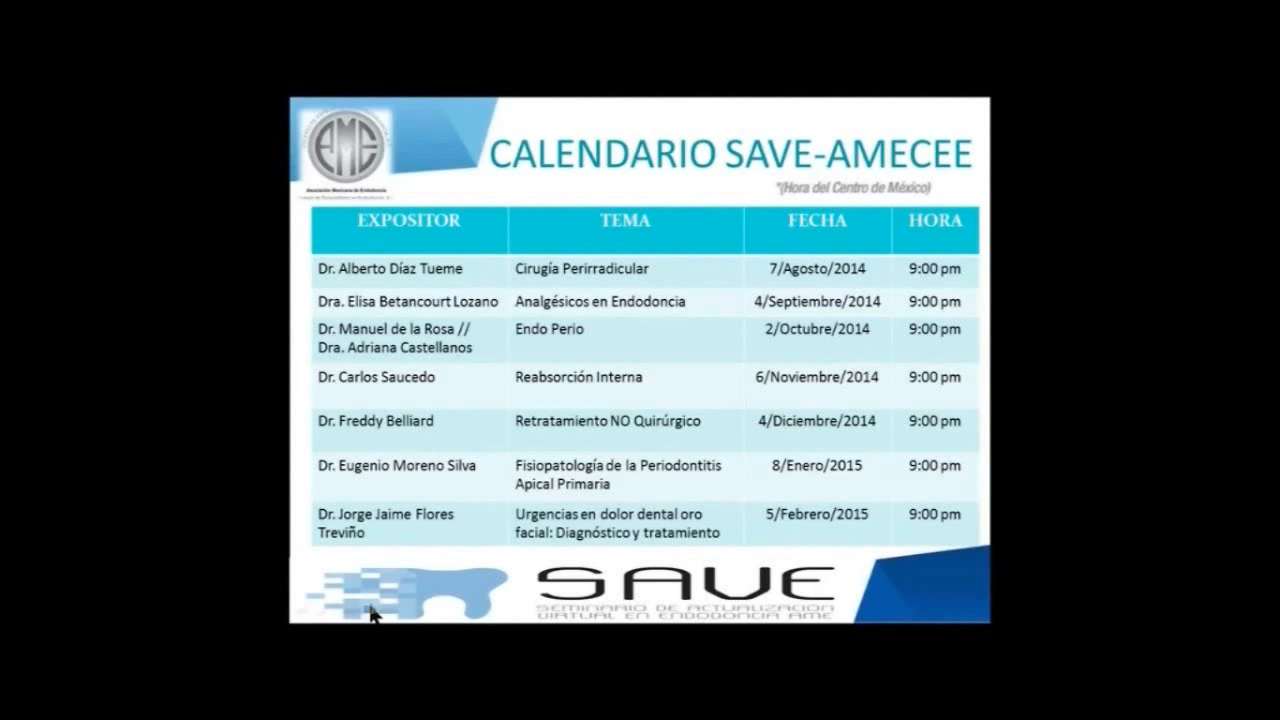 AME
Asociación Mexicana de Endodoncia
CALENDARIO SAVE-AMECEE
*(Hora del Centro de México)
EXPOSITOR TEMA FECHA HORA
Dr. Alberto Díaz Tueme Cirugía Perirradicular 7/Agosto/2014 9:00 pm
Dra. Elisa Betancourt Lozano Analgésicos en Endodoncia 4/Septiembre/2014 9:00 pm
Dr. Manuel de la Rosa // Endo Perio 2/Octubre/2014 9:00 pm
Dra. Adriana Castellanos
Dr. Carlos Saucedo Reabsorción Interna 6/Noviembre/2014 9:00 pm
Dr. Freddy Belliard Retratamiento NO Quirúrgico 4/Diciembre/2014 9:00 pm
Dr. Eugenio Moreno Silva Fisiopatología de la Periodontitis 8/Enero/2015 9:00 pm
Apical Primaria
Dr. Jorge Jaime Flores Urgencias en dolor dental oro 5/Febrero/2015 9:00 pm
Treviño facial: Diagnóstico y tratamiento
SAVE
SEMINARIO DE ACTUALIZACION
VIRTUAL EN ENDODONCIA AME